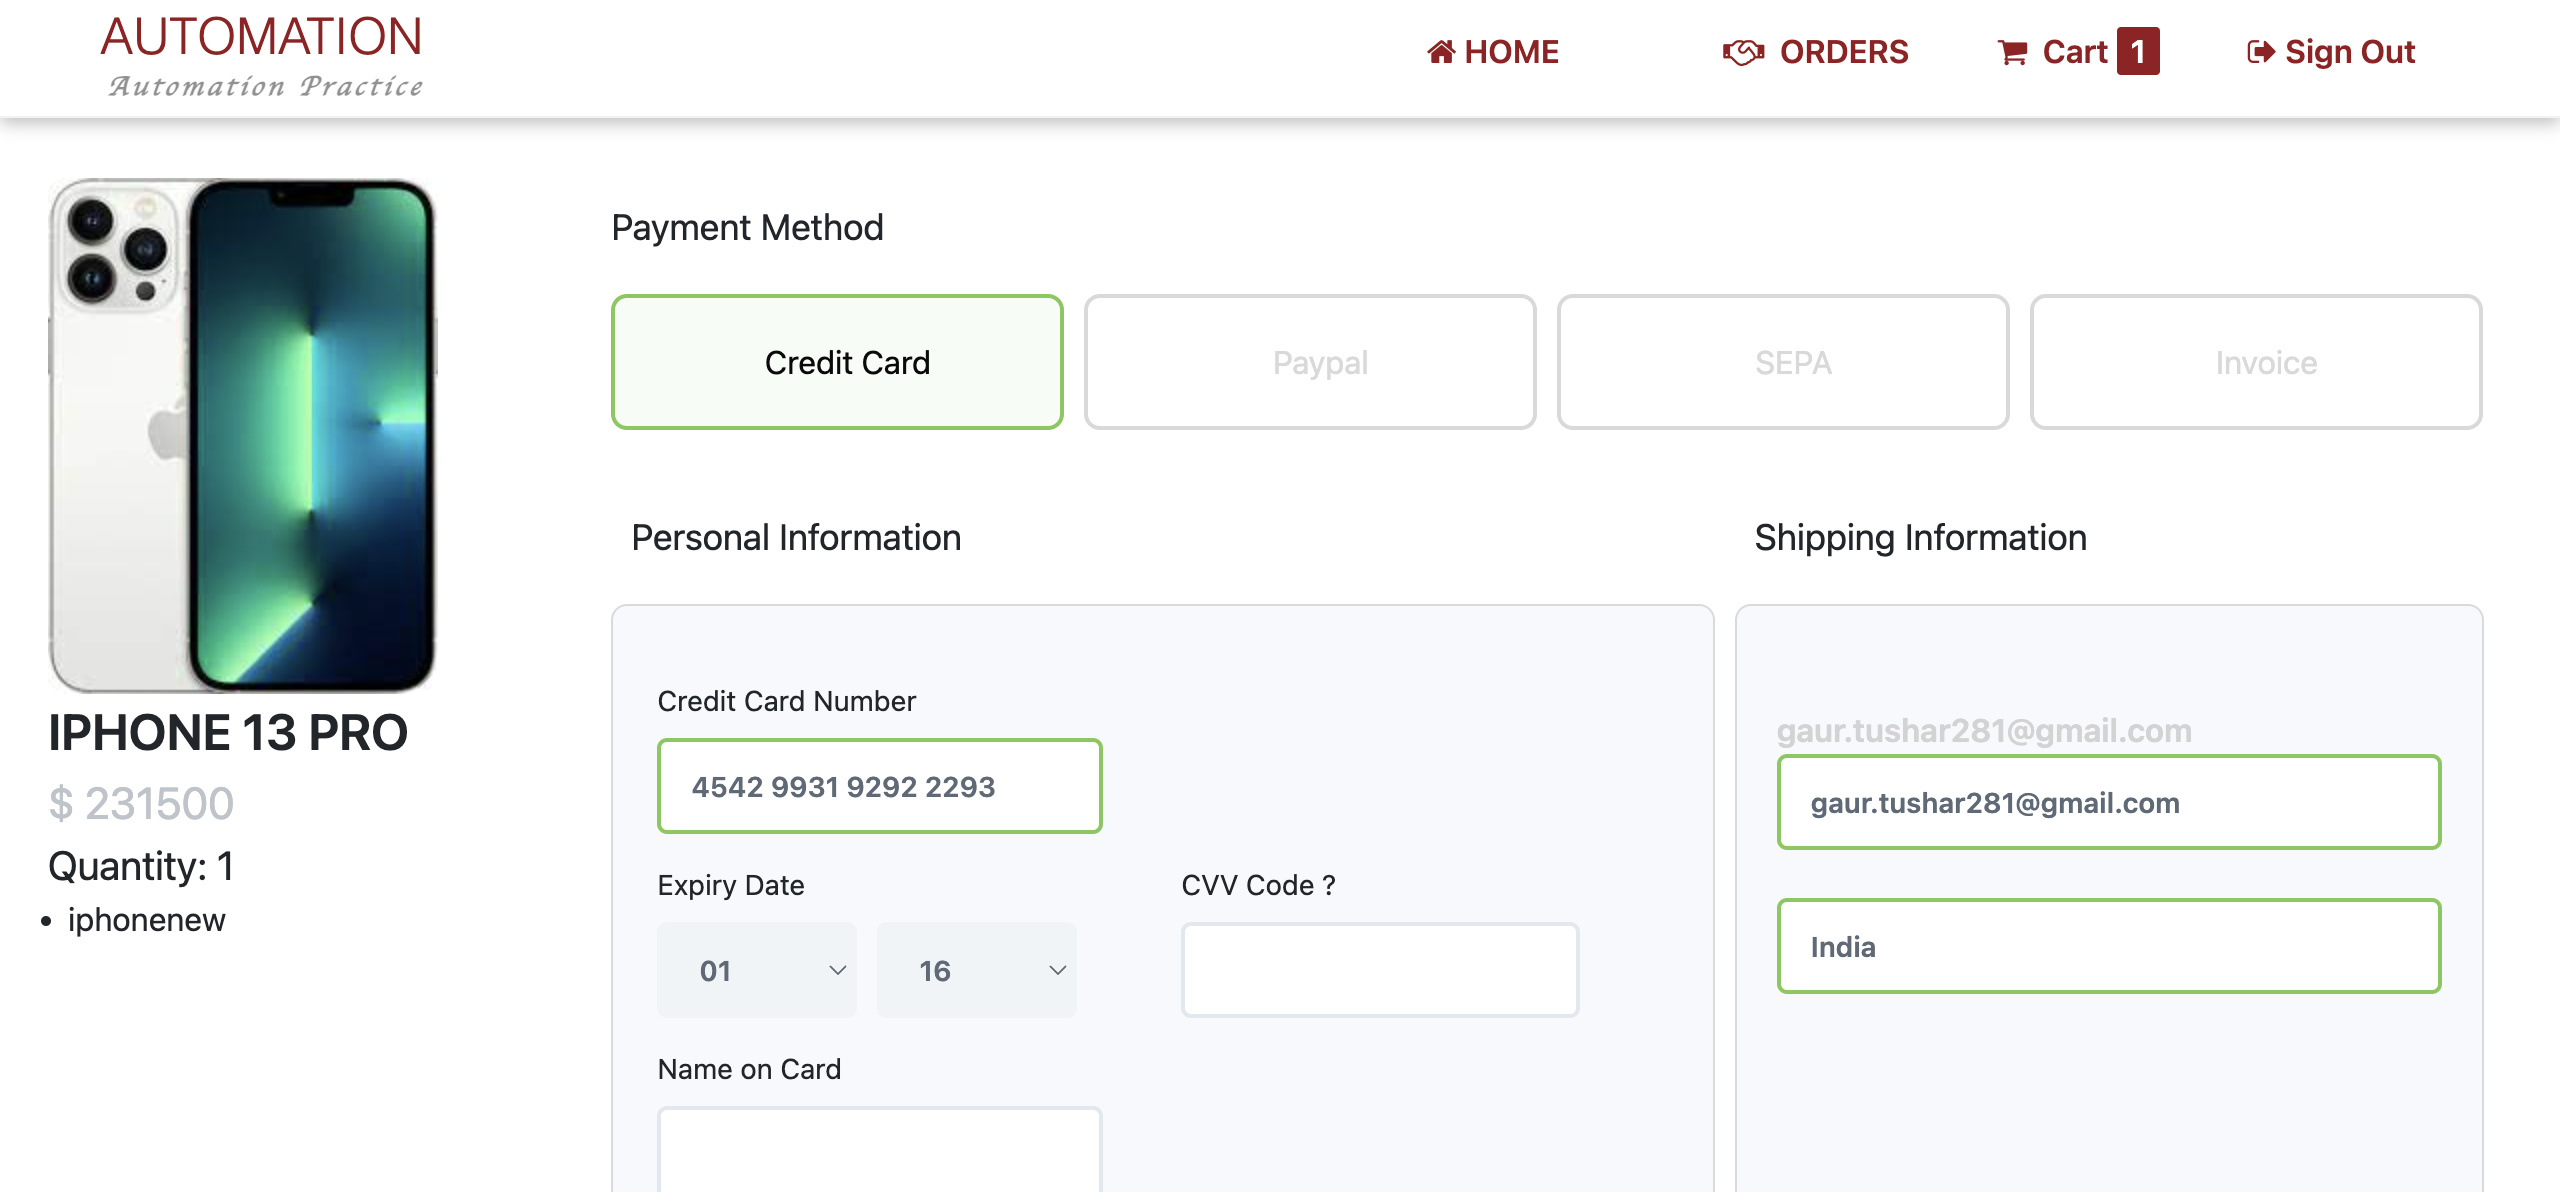 AUTOMATION
Automation Practice
HOME
ORDERS
Cart 1
Sign Out
IPHONE 13 PRO
$ 231500
Quantity: 1
• iphonenew
Payment Method
Credit Card
Paypal
SEPA
Invoice
Personal Information
Credit Card Number
4542 9931 9292 2293
Expiry Date
01
16
CVV Code ?
Name on Card
Shipping Information
gaur.tushar281@gmail.com
gaur.tushar281@gmail.com
India